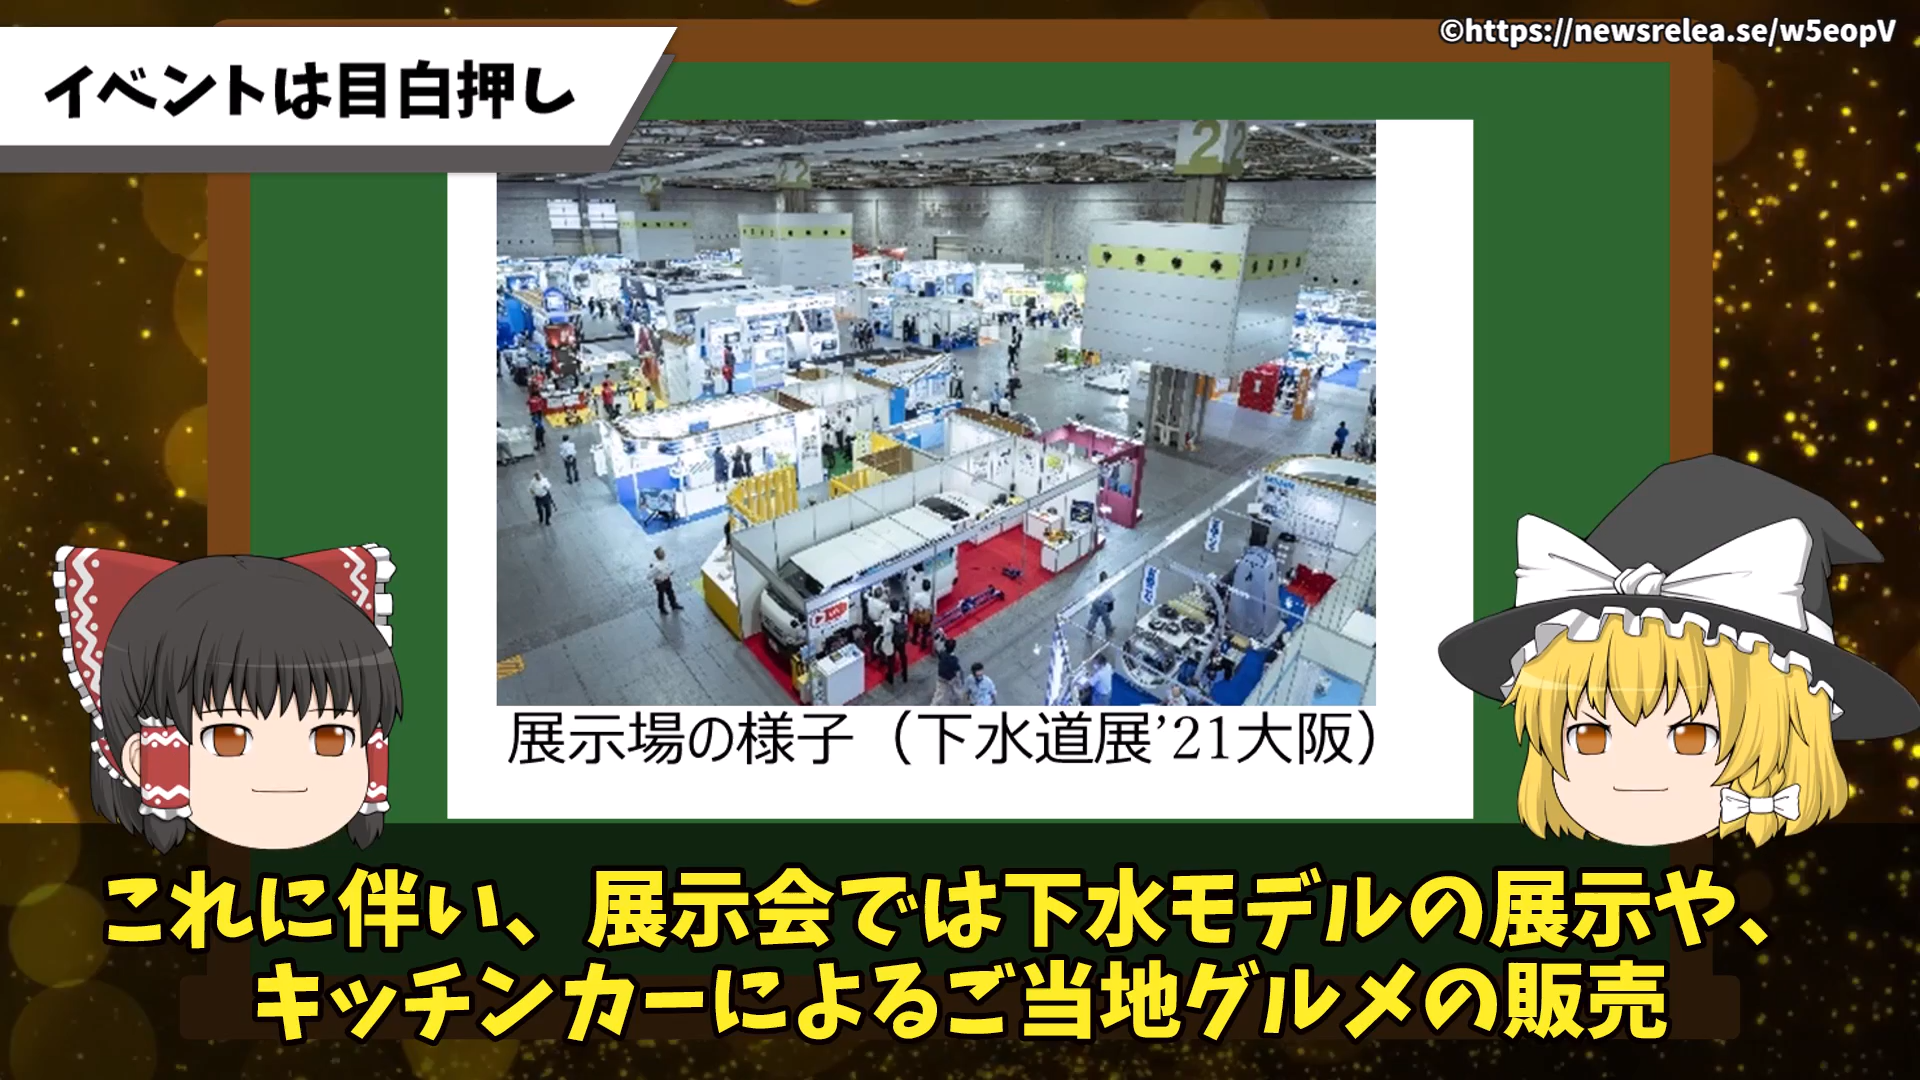 ©https://newsrelea.se/w5eopV
イベントは目白押し
22
22
展示場の様子（下水道展’21大阪）
これに伴い、展示会では下水モデルの展示や、
キッチンカーによるご当地グルメの販売